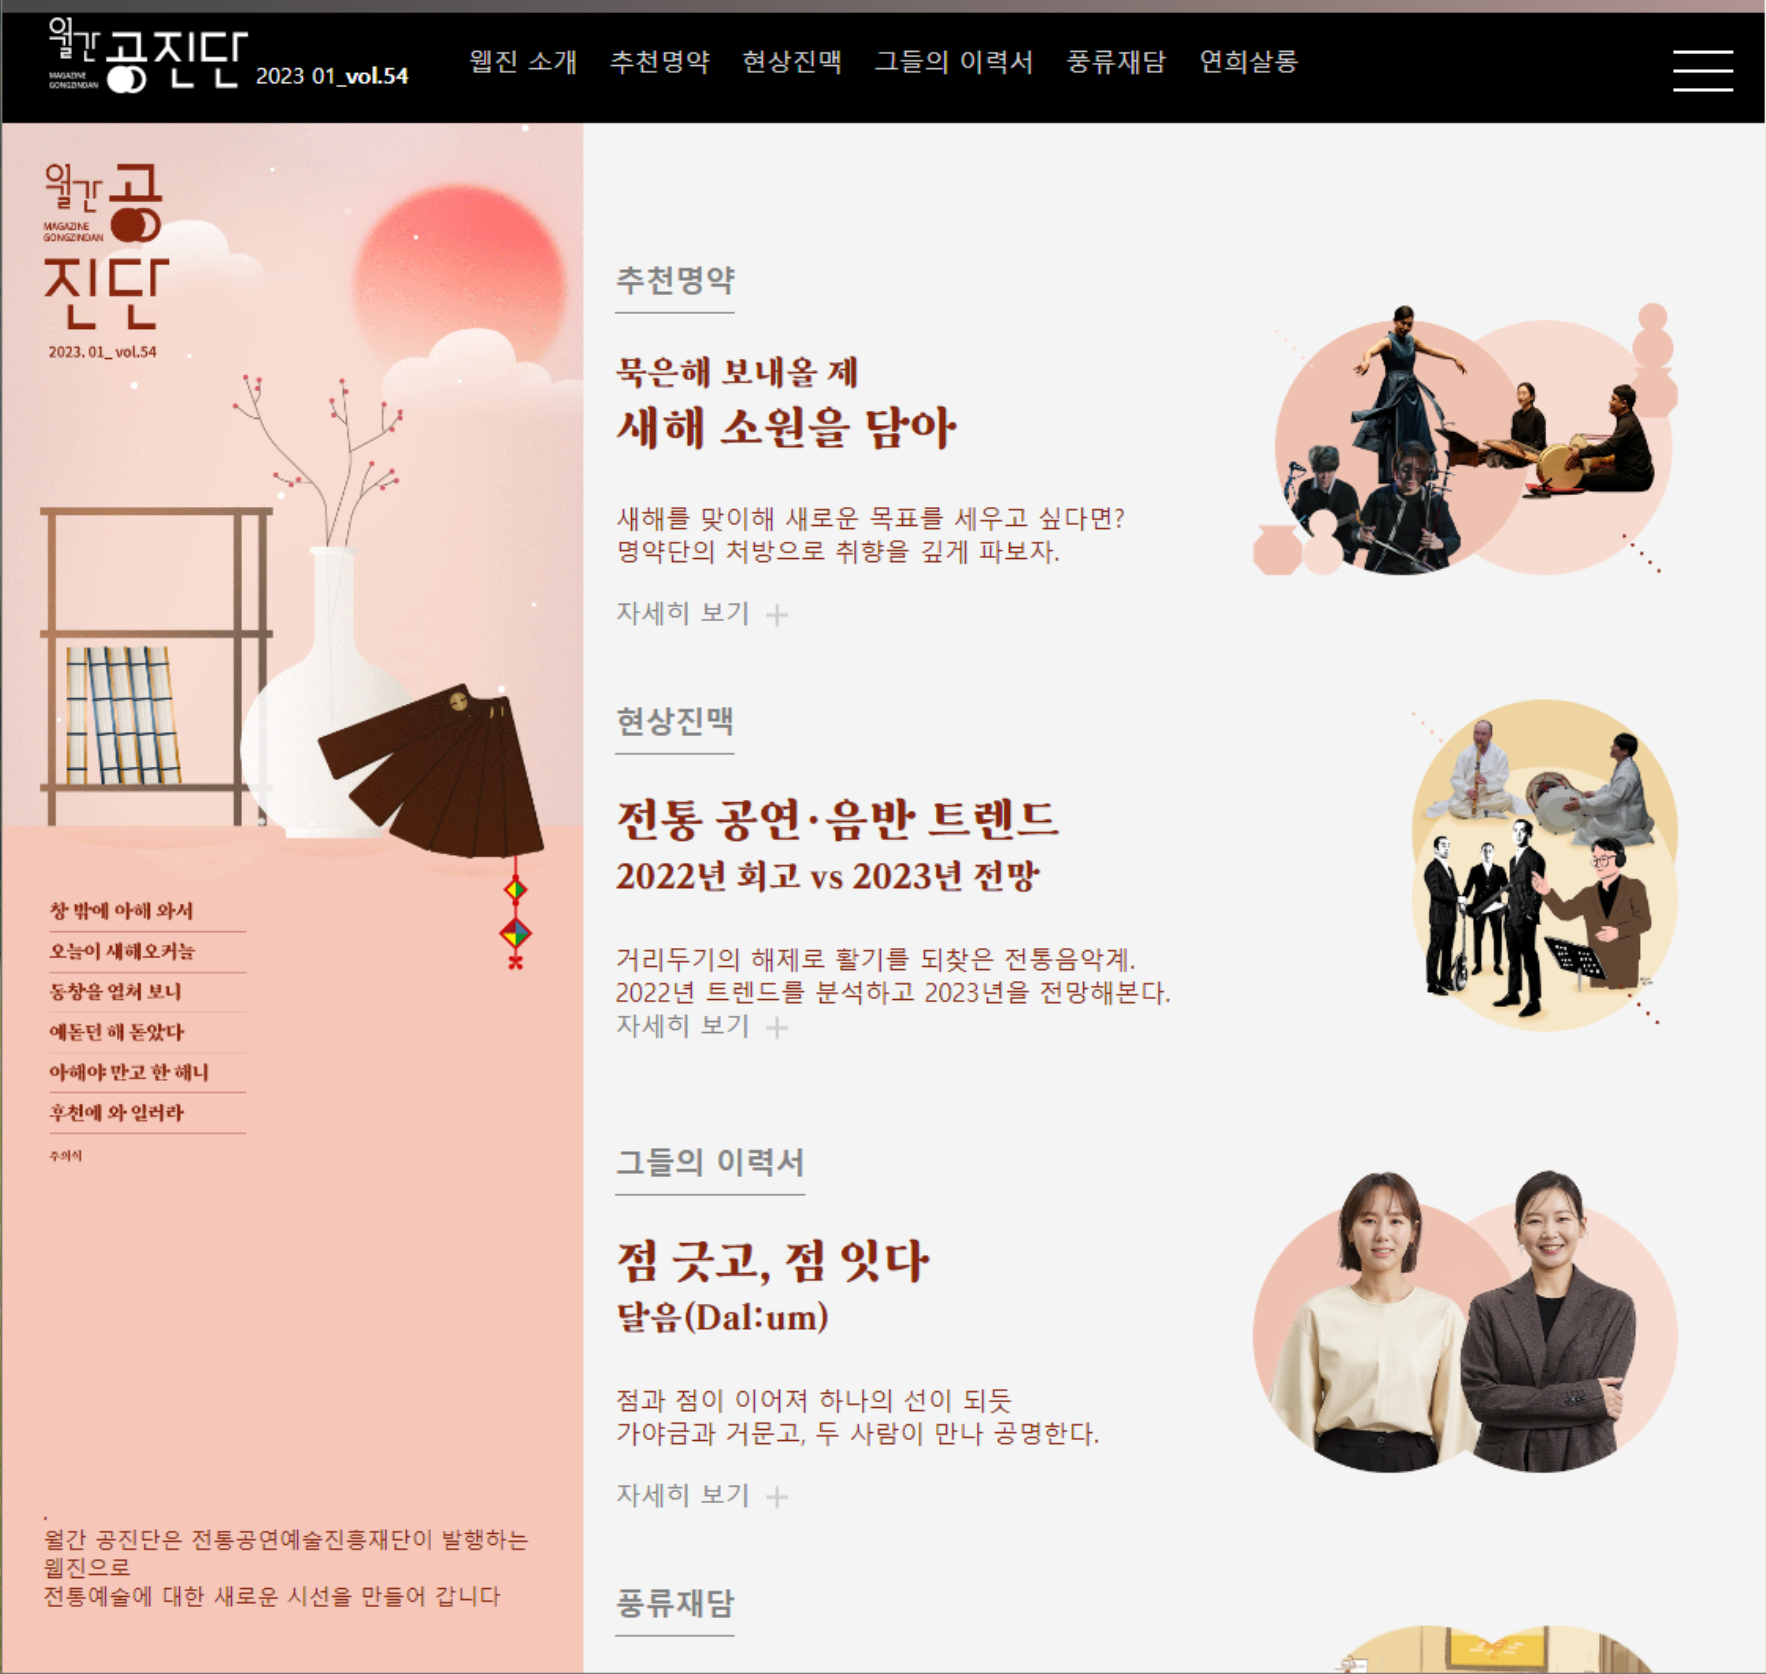 월간 공진단
MAGAZINE
GONGZINDAN
2023 01_vol.54
웹진 소개 추천명약 현상진맥 그들의 이력서 풍류재담 연희살롱
월간 공
MAGAZINE
GONGZINDAN
진단
2023. 01_ vol.54
창 밖에 아해 와서
오늘이 새해오커늘
동창을 열쳐 보니
예돋던 해 돋았다
아해야 만고 한 해니
후천에 와 일러라
주의식
.
월간 공진단은 전통공연예술진흥재단이 발행하는
웹진으로
전통예술에 대한 새로운 시선을 만들어 갑니다
추천명약
묵은해 보내올 제
새해 소원을 담아
새해를 맞이해 새로운 목표를 세우고 싶다면?
명약단의 처방으로 취향을 깊게 파보자.
자세히 보기 +
현상진맥
전통 공연·음반 트렌드
2022년 회고 vs 2023년 전망
거리두기의 해제로 활기를 되찾은 전통음악계.
2022년 트렌드를 분석하고 2023년을 전망해본다.
자세히 보기 +
그들의 이력서
점 긋고, 점 잇다
달음(Dal:um)
점과 점이 이어져 하나의 선이 되듯
가야금과 거문고, 두 사람이 만나 공명한다.
자세히 보기 +
풍류재담